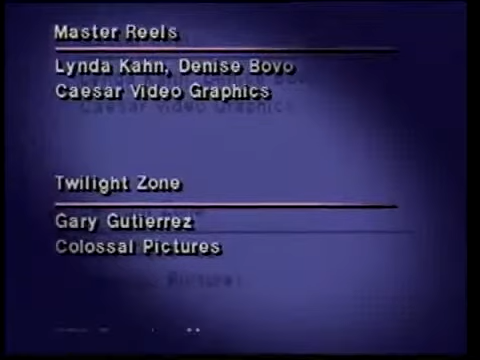 Master Reels
Lynda Kahn, Denise Bovo
Caesar Video Graphics
Twilight Zone
Gary Gutierrez
Colossal Pictures